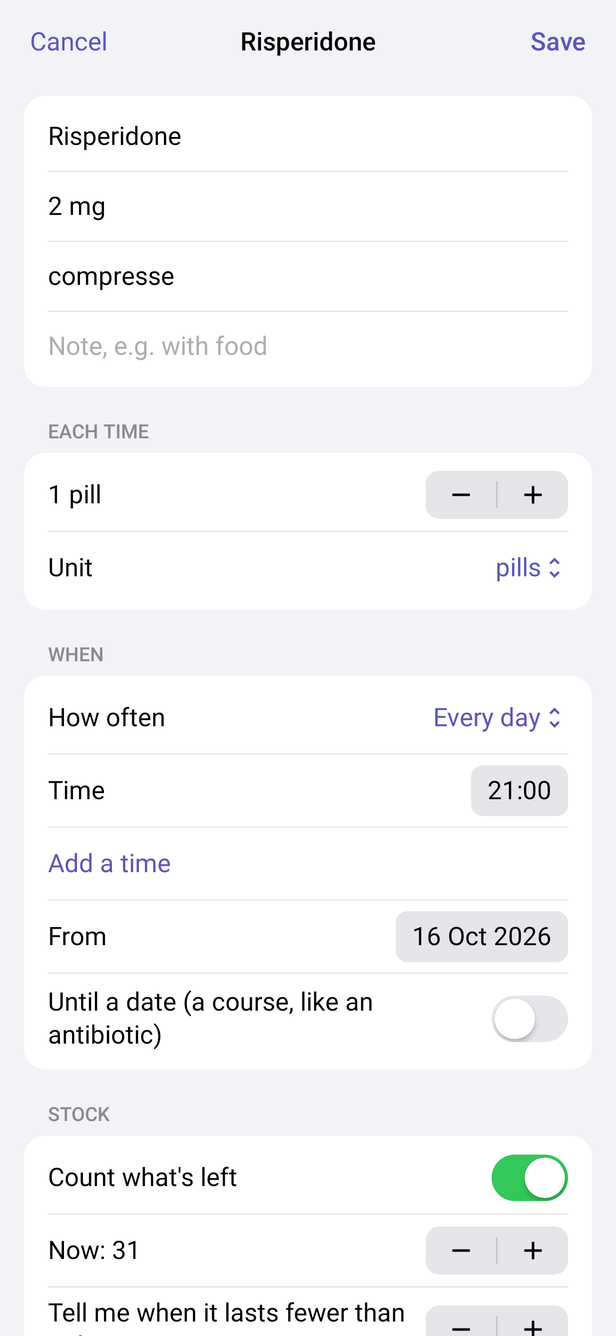 Cancel
Risperidone
Save
Risperidone
2 mg
compresse
Note, e.g. with food
EACH TIME
1 pill
Unit
pills
WHEN
How often
Every day
Time
21:00
Add a time
From
16 Oct 2026
Until a date (a course, like an
antibiotic)
STOCK
Count what's left
Now: 31
Tell me when it lasts fewer than